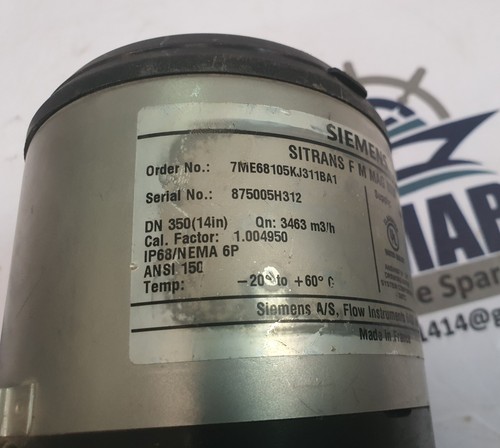 SIEMENS
SITRANS F M MAG
Order No.: 7ME68105KJ311BA1
Serial No.: 875005H312
DN 350(14in) Qn: 3463 m3/h
Cal. Factor: 1.004950
IP68/NEMA 6P
ANSI 150
Temp: -20° to +60° C
Siemens A/S, Flow Instruments
Made in France
MAR
e Spar
1414@g